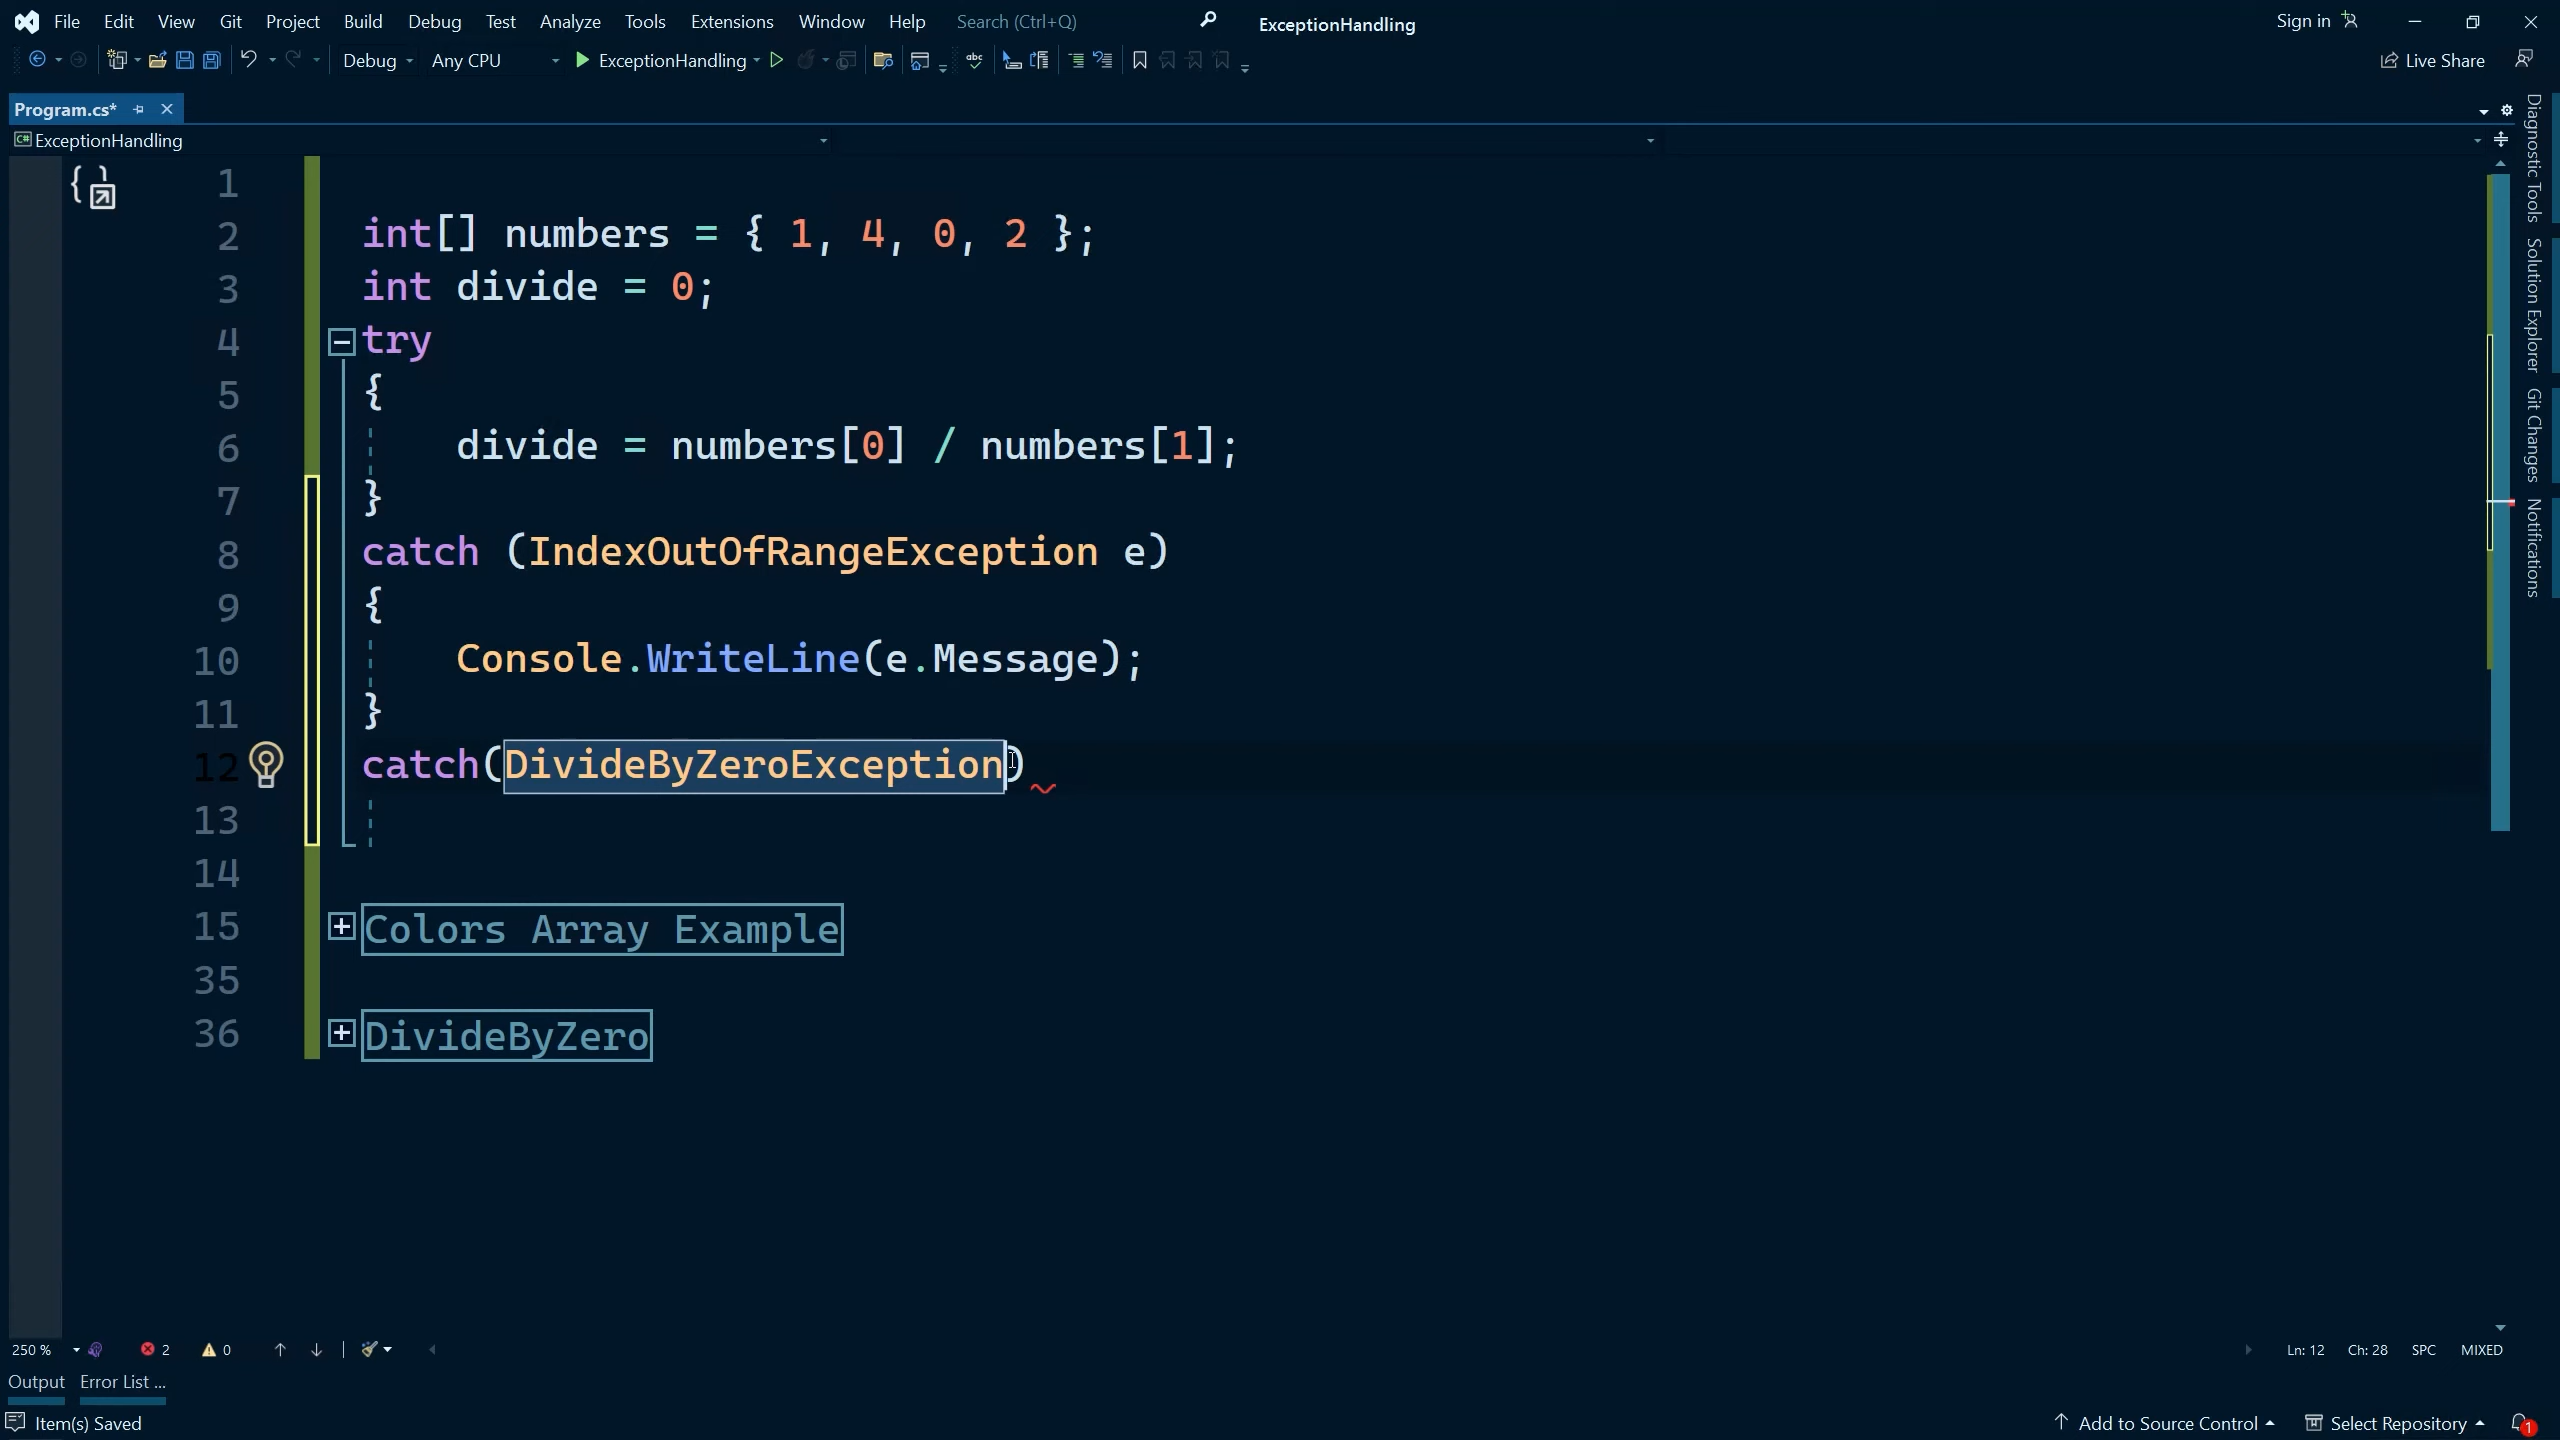 File Edit View Git Project Build Debug Test Analyze Tools Extensions Window Help Search (Ctrl+Q) ExceptionHandling Sign in
Debug Any CPU ExceptionHandling Live Share
Program.cs*
C# ExceptionHandling
1
2 int[] numbers = { 1, 4, 0, 2 };
3 int divide = 0;
4 try
5 {
6 divide = numbers[0] / numbers[1];
7 }
8 catch (IndexOutOfRangeException e)
9 {
10 Console.WriteLine(e.Message);
11 }
12 catch(DivideByZeroException)
13
14
15 Colors Array Example
35
36 DivideByZero
Diagnostic Tools
Solution Explorer
Git Changes
Notifications
250 % 2 0 Ln: 12 Ch: 28 SPC MIXED
Output Error List ...
Item(s) Saved Add to Source Control Select Repository 1